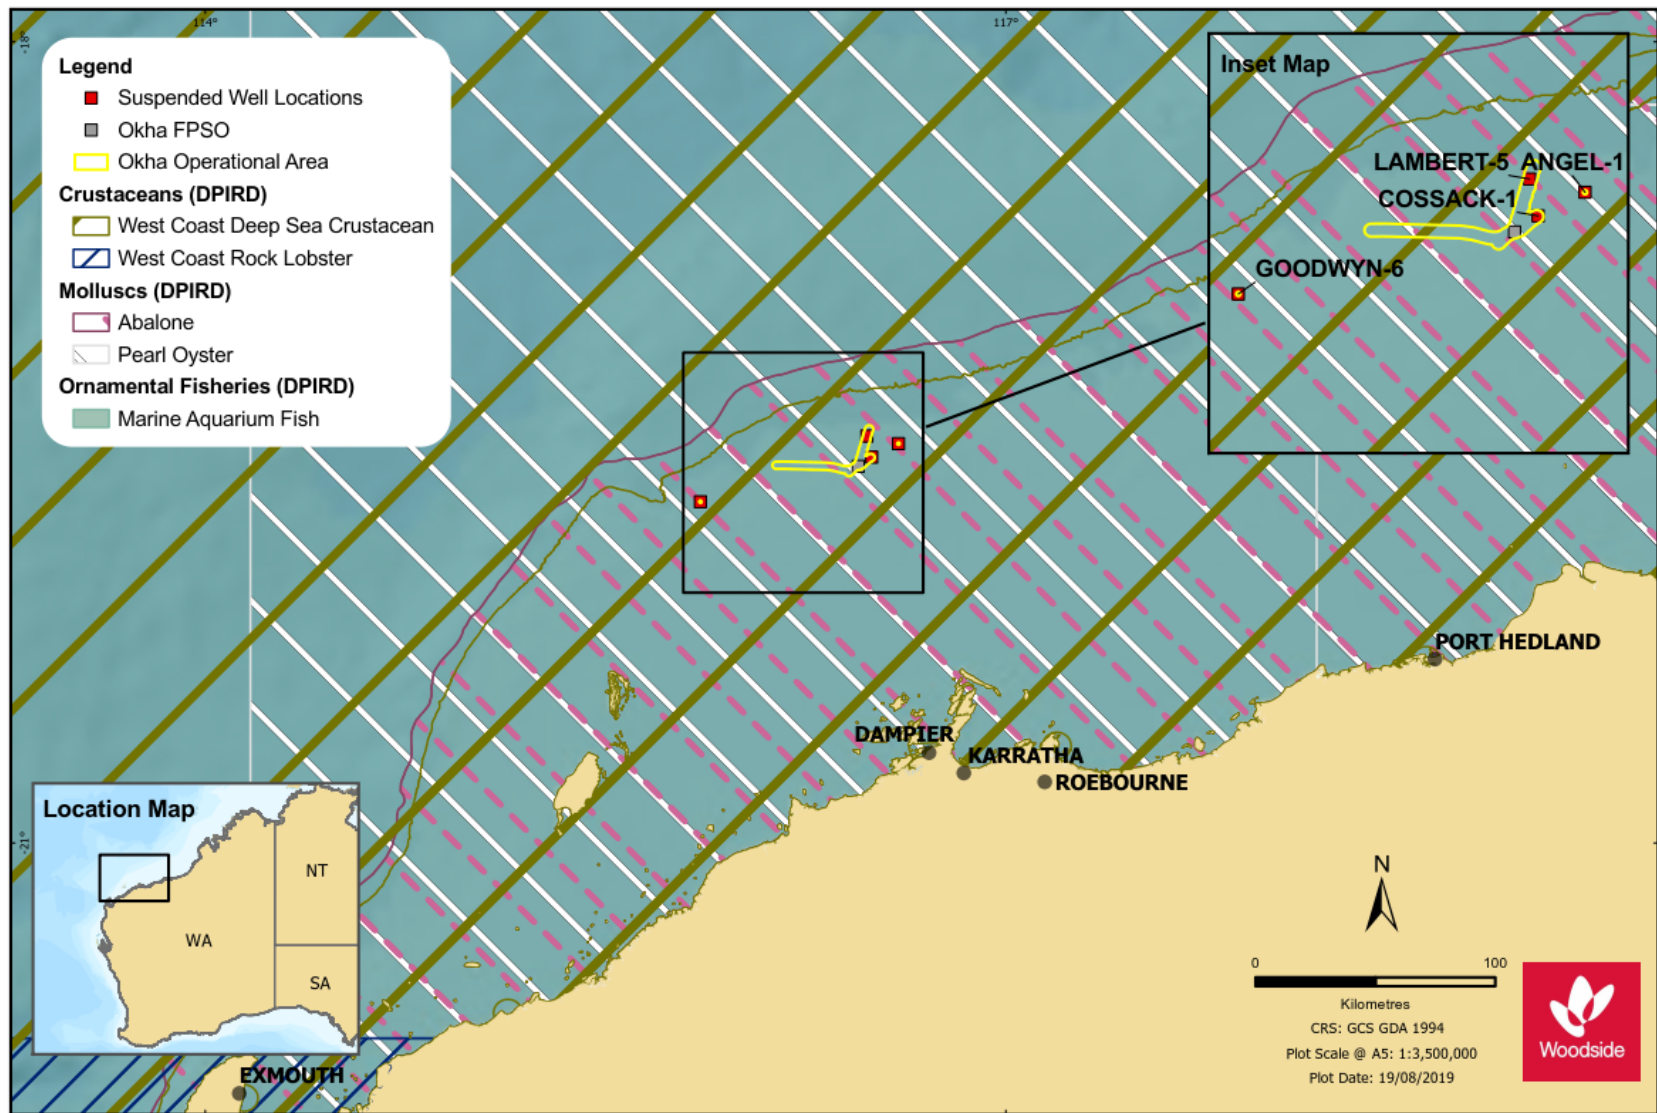 114°
117°
-18°
Legend
Suspended Well Locations
Okha FPSO
Okha Operational Area
Crustaceans (DPIRD)
West Coast Deep Sea Crustacean
West Coast Rock Lobster
Molluscs (DPIRD)
Abalone
Pearl Oyster
Ornamental Fisheries (DPIRD)
Marine Aquarium Fish
Inset Map
LAMBERT-5 ANGEL-1
COSSACK-1
GOODWYN-6
PORT HEDLAND
DAMPIER
KARRATHA
ROEBOURNE
-21°
Location Map
NT
WA
SA
EXMOUTH
N
0 100
Kilometres
CRS: GCS GDA 1994
Plot Scale @ A5: 1:3,500,000
Plot Date: 19/08/2019
Woodside